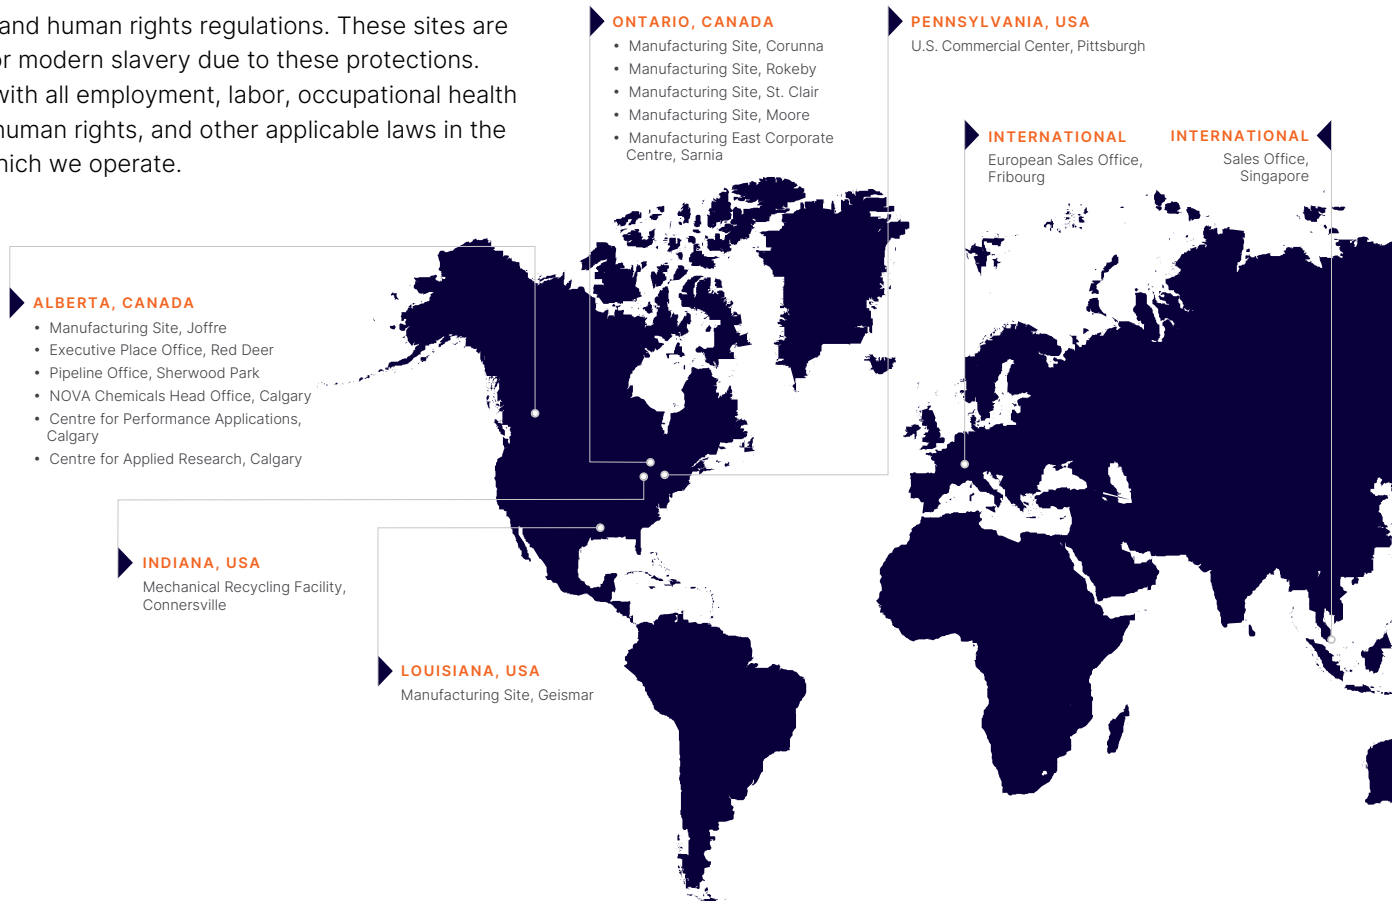 and human rights regulations. These sites are
or modern slavery due to these protections.
with all employment, labor, occupational health
human rights, and other applicable laws in the
which we operate.
ONTARIO, CANADA
• Manufacturing Site, Corunna
• Manufacturing Site, Rokeby
• Manufacturing Site, St. Clair
• Manufacturing Site, Moore
• Manufacturing East Corporate
Centre, Sarnia
PENNSYLVANIA, USA
U.S. Commercial Center, Pittsburgh
INTERNATIONAL
European Sales Office,
Fribourg
INTERNATIONAL
Sales Office,
Singapore
ALBERTA, CANADA
• Manufacturing Site, Joffre
• Executive Place Office, Red Deer
• Pipeline Office, Sherwood Park
• NOVA Chemicals Head Office, Calgary
• Centre for Performance Applications,
Calgary
• Centre for Applied Research, Calgary
INDIANA, USA
Mechanical Recycling Facility,
Connersville
LOUISIANA, USA
Manufacturing Site, Geismar